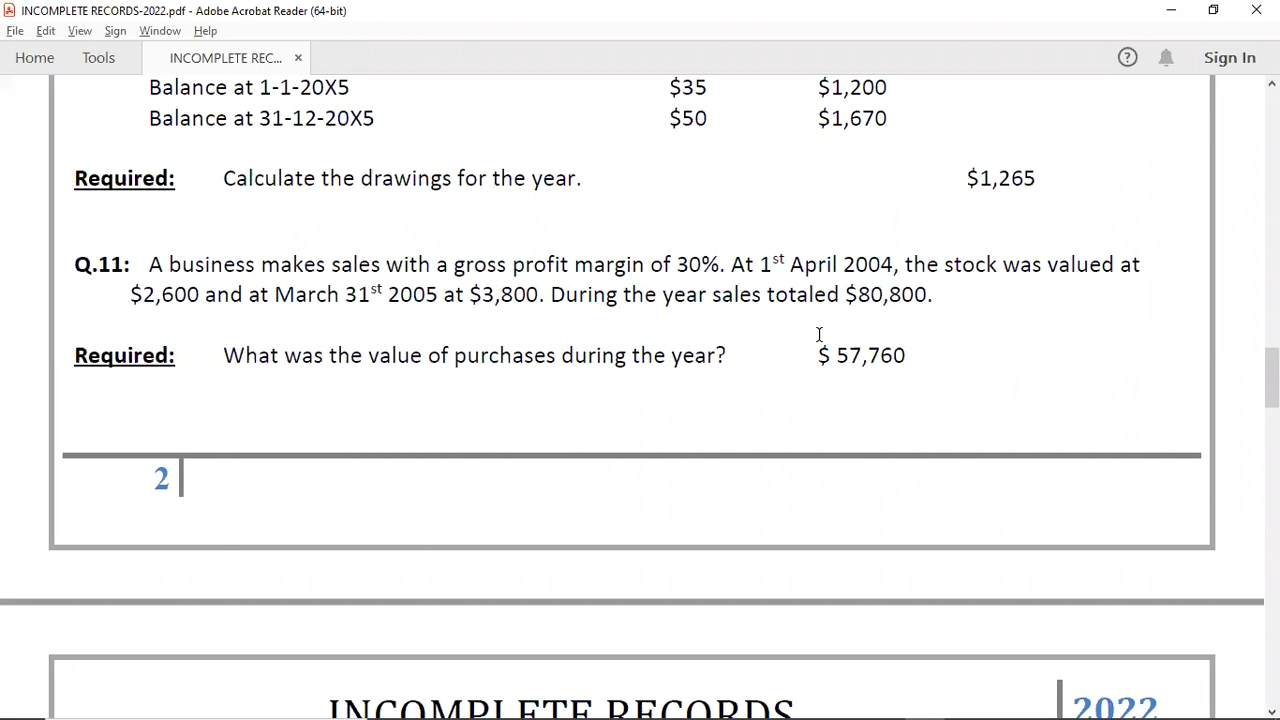 INCOMPLETE RECORDS-2022.pdf - Adobe Acrobat Reader (64-bit)
File Edit View Sign Window Help
Home Tools INCOMPLETE REC... × Sign In
Balance at 1-1-20X5 $35 $1,200
Balance at 31-12-20X5 $50 $1,670
Required: Calculate the drawings for the year. $1,265
Q.11: A business makes sales with a gross profit margin of 30%. At 1st April 2004, the stock was valued at
$2,600 and at March 31st 2005 at $3,800. During the year sales totaled $80,800.
Required: What was the value of purchases during the year? $ 57,760
2
INCOMPLETE RECORDS 2022